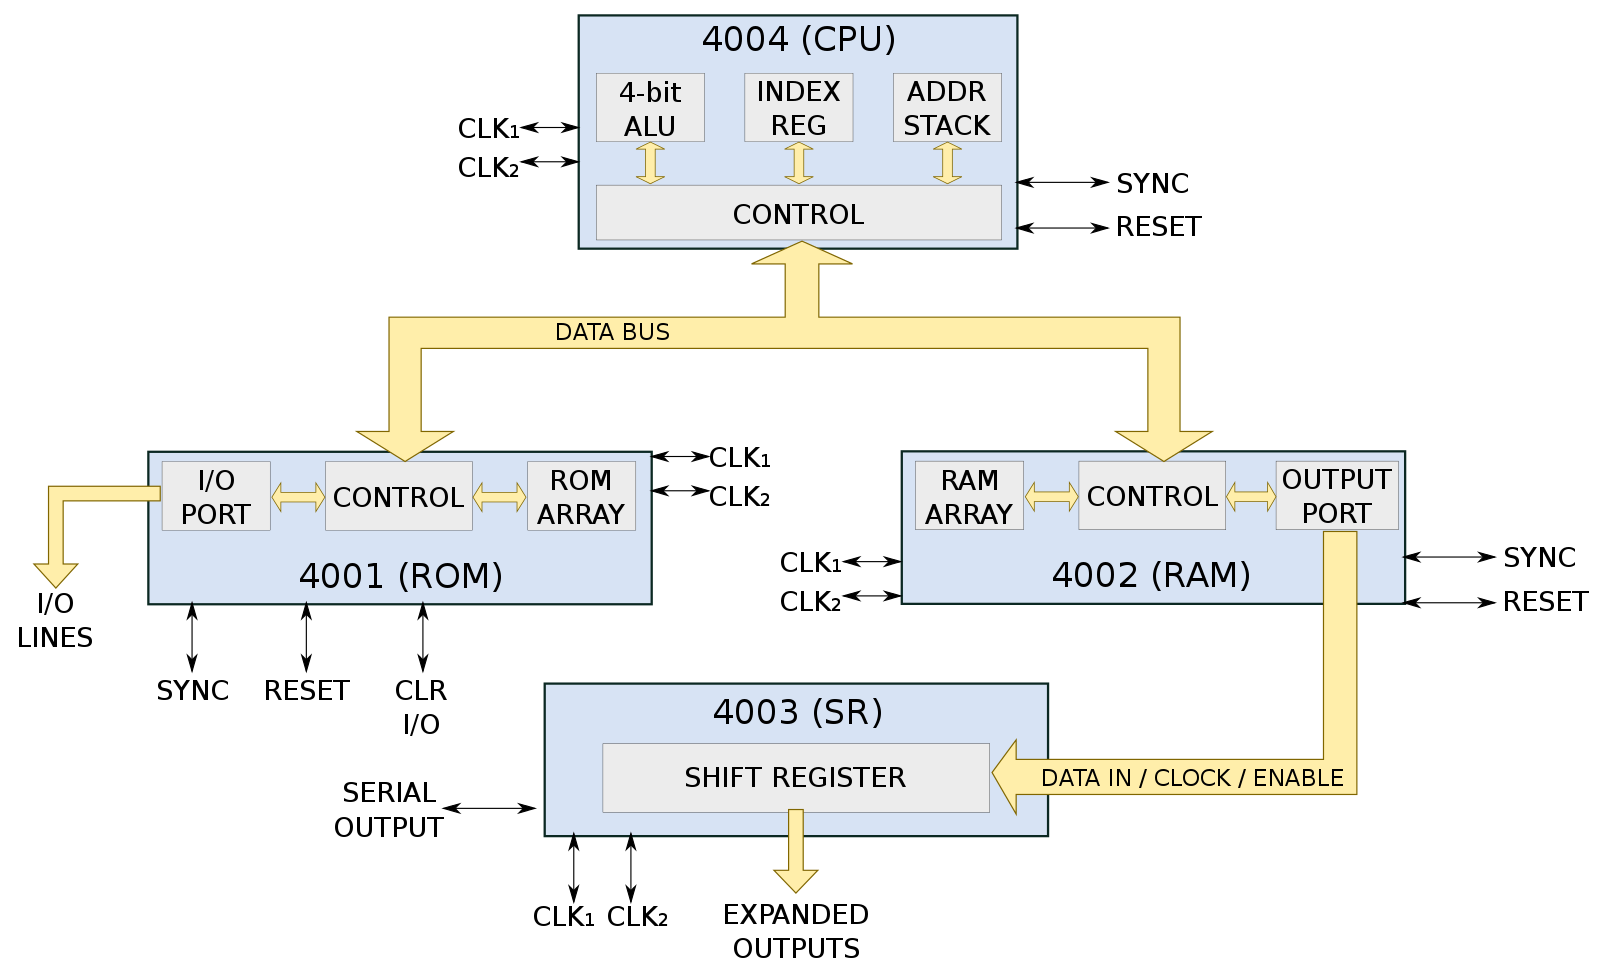 4004 (CPU)
4-bit
ALU
INDEX
REG
ADDR
STACK
CLK₁
CLK₂
CONTROL
SYNC
RESET
DATA BUS
I/O
PORT
CONTROL
ROM
ARRAY
4001 (ROM)
CLK₁
CLK₂
I/O
LINES
SYNC
RESET
CLR
I/O
RAM
ARRAY
CONTROL
OUTPUT
PORT
4002 (RAM)
CLK₁
CLK₂
SYNC
RESET
4003 (SR)
SHIFT REGISTER
DATA IN / CLOCK / ENABLE
SERIAL
OUTPUT
CLK₁
CLK₂
EXPANDED
OUTPUTS